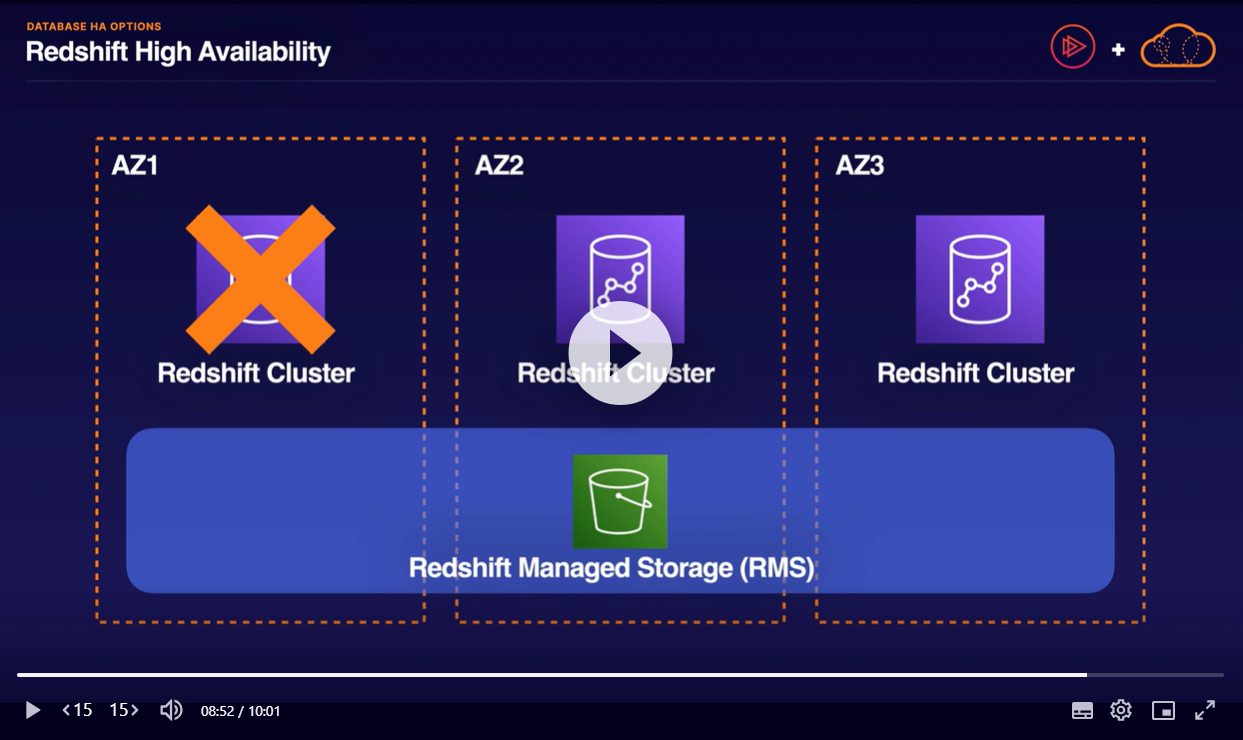 DATABASE HA OPTIONS
Redshift High Availability
AZ1
AZ2
AZ3
Redshift Cluster
Redshift Cluster
Redshift Cluster
Redshift Managed Storage (RMS)
15
15
08:52 / 10:01